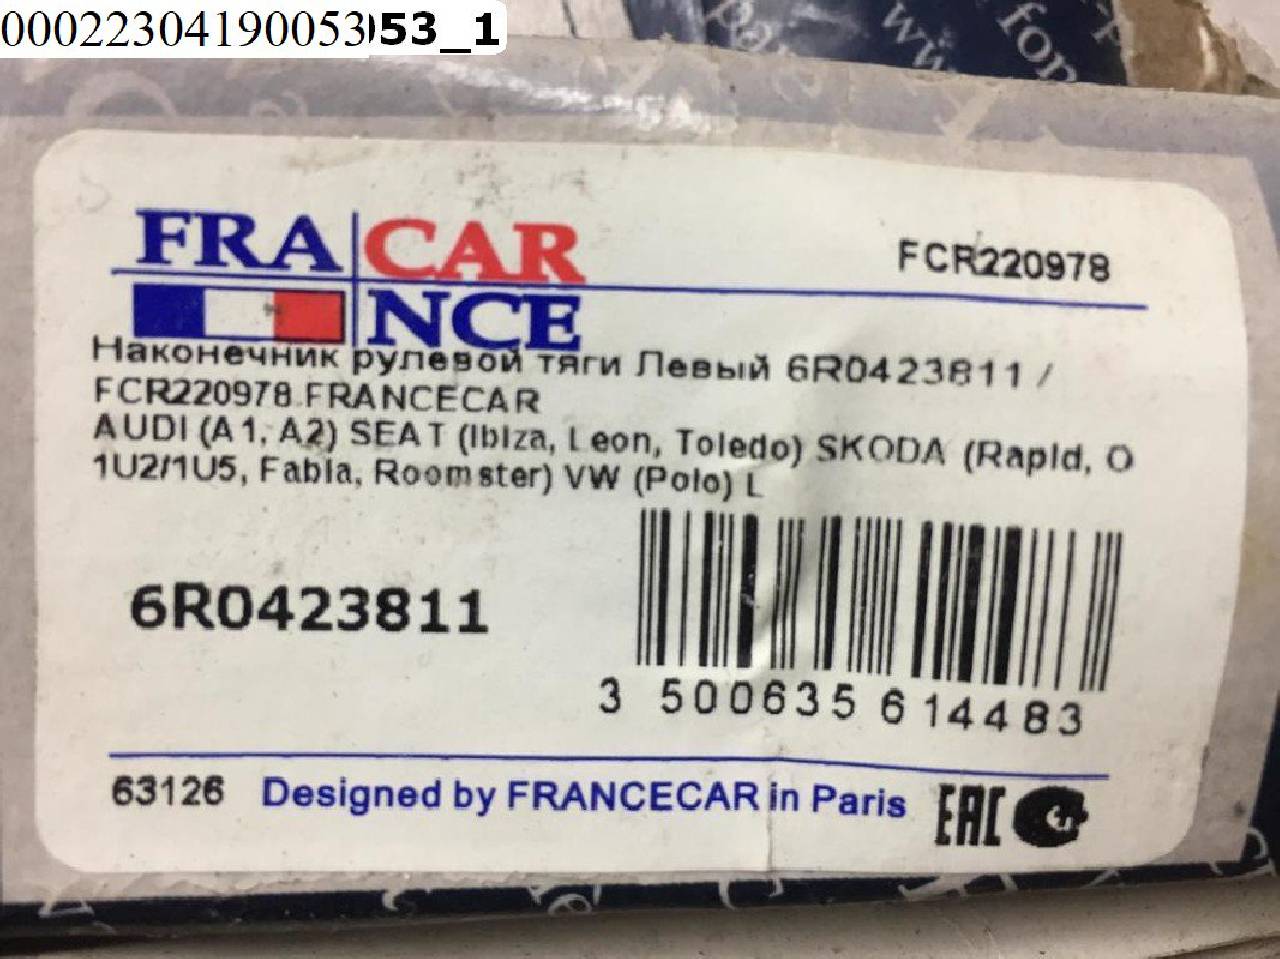 00022304190053053_1
FRA CAR
NCE
FCR220978
Наконечник рулевой тяги Левый 6R0423811 /
FCR220978 FRANCECAR
AUDI (A1, A2) SEAT (Ibiza, Leon, Toledo) SKODA (Rapid, O
1U2/1U5, Fabia, Roomster) VW (Polo) L
6R0423811
3 500635 614483
63126 Designed by FRANCECAR in Paris EAC